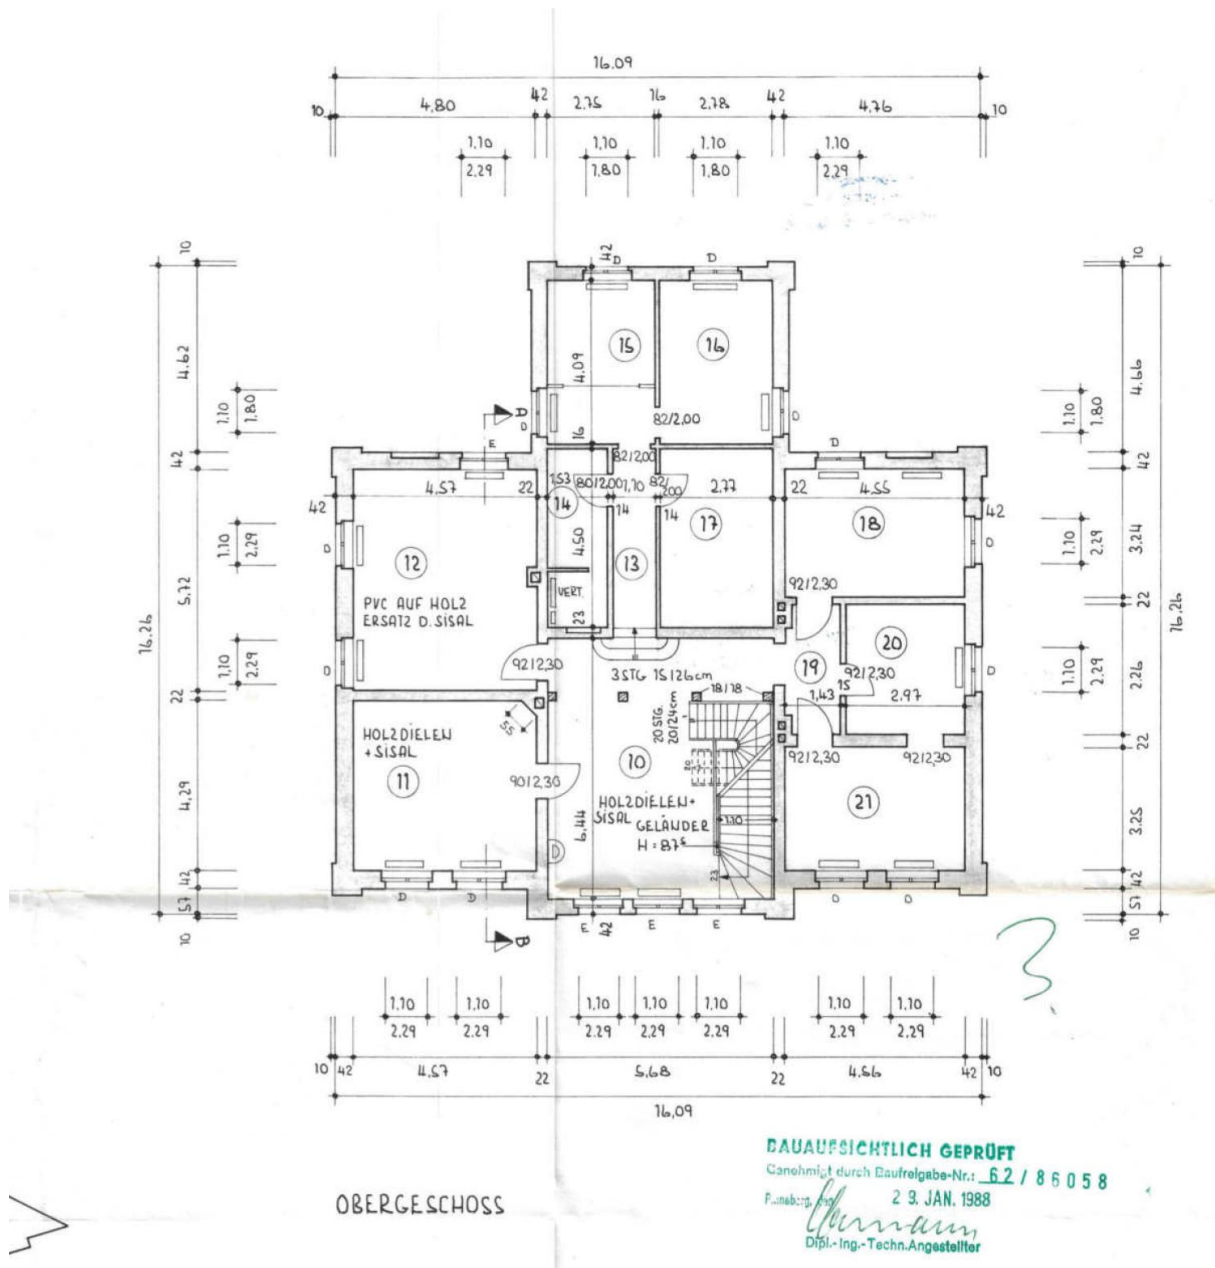 16.09
10 4,80 42 2,75 16 2,78 42 4,76 10
1,10 1,10 1,10 1,10
2,29 1,80 1,80 2,29
10 42 D D 10
15 16
4.62 4.09 4.66
1,10 1,80 1,10 1,80
A D D
82/2,00
16
E D
42 82/2,00 42
4,57 22 1,53 80/2,00 1,10 82/200 2,77 22 4,55
42 14 14 14 17 18 42
1,10 2,29 D D 1,10 2,29
4.50 3.24
12 13
5,72 92/2,30
PVC AUF HOLZ
ERSATZ D. SISAL
VERT.
23 22
16.26 16.26
20
92/2,30 19
1,10 2,29 D 3 STG 15/26cm 92/2,30 D 1,10 2,29
2.26
18/18 1,43 15 2.97
22 55
HOLZDIELEN
+ SISAL
20 STG.
20/24cm
22
90/2,30 10 20 92/2,30 92/2,30
11 21
4,29 HOLZDIELEN+
SISAL
1.10 3.25
6.44 GELÄNDER
H = 87⁵
23
42 42
57 D D D D 57
10 B E 42 E E 10
3
1,10 1,10 1,10 1,10 1,10 1,10 1,10
2,29 2,29 2,29 2,29 2,29 2,29 2,29
10 42 4,57 22 5,68 22 4,56 42 10
16,09
BAUAUFSICHTLICH GEPRÜFT
Genehmigt durch Baufreigabe-Nr.: 62 / 86058
2 9. JAN. 1988
Dipl.-Ing.-Techn.Angestellter
OBERGESCHOSS